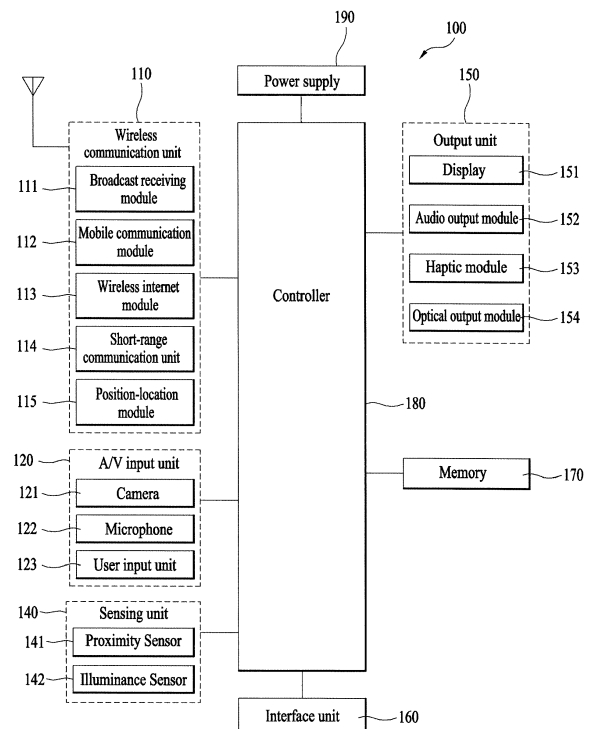 190
100
Power supply
110
Wireless
communication unit
111
Broadcast receiving
module
112
Mobile communication
module
113
Wireless internet
module
114
Short-range
communication unit
115
Position-location
module
120
A/V input unit
121
Camera
122
Microphone
123
User input unit
140
Sensing unit
141
Proximity Sensor
142
Illuminance Sensor
Controller
180
150
Output unit
Display
151
Audio output module
152
Haptic module
153
Optical output module
154
Memory
170
Interface unit
160